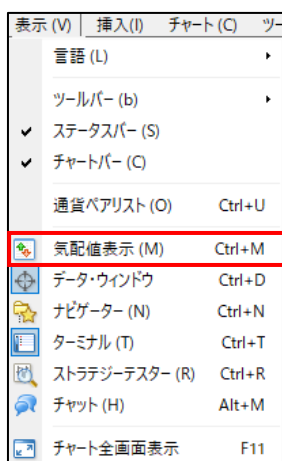 表示 (V) 挿入(I) チャート (C) ツー
言語 (L)
ツールバー (b)
ステータスバー (S)
チャートバー (C)
通貨ペアリスト (O) Ctrl+U
気配値表示 (M) Ctrl+M
データ・ウィンドウ Ctrl+D
ナビゲーター (N) Ctrl+N
ターミナル (T) Ctrl+T
ストラテジーテスター (R) Ctrl+R
チャット (H) Alt+M
チャート全画面表示 F11